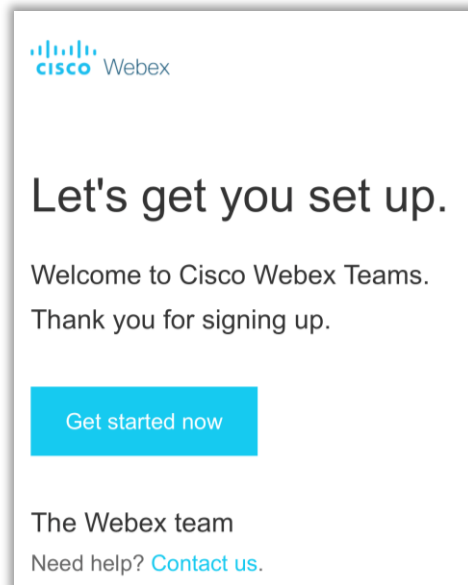 CISCO Webex
Let's get you set up.
Welcome to Cisco Webex Teams.
Thank you for signing up.
Get started now
The Webex team
Need help? Contact us.